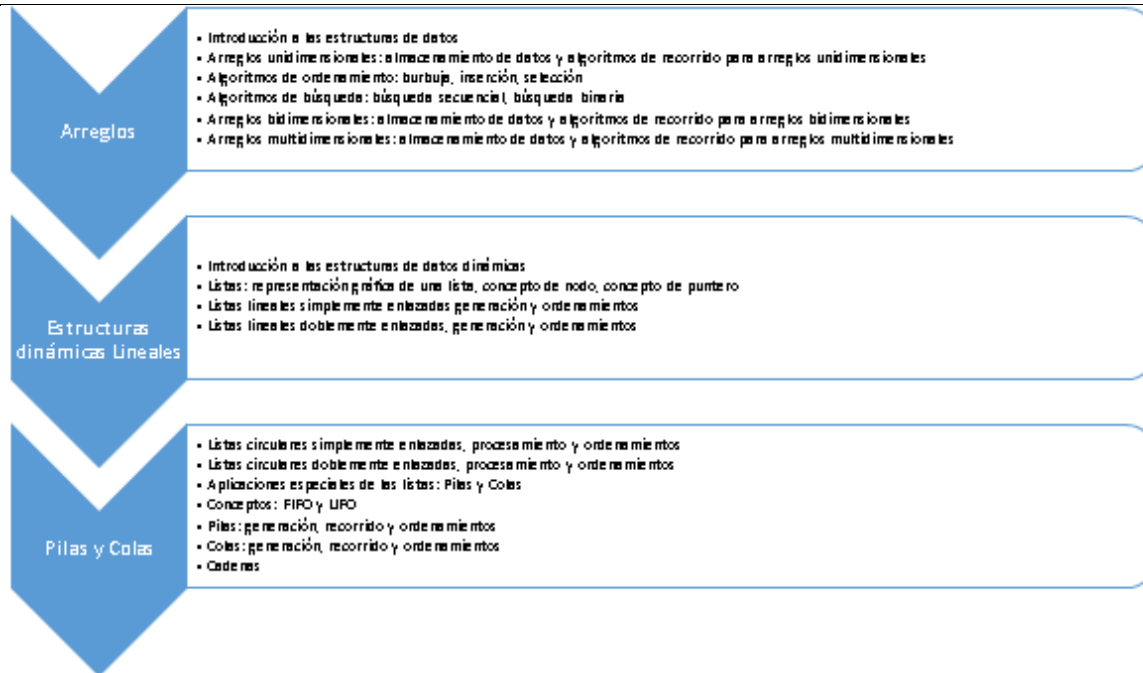 Arreglos
• Introducción a las estructuras de datos
• Arreglos unidimensionales: almacenamiento de datos y algoritmos de recorrido para arreglos unidimensionales
• Algoritmos de ordenamiento: burbuja, inserción, selección
• Algoritmos de búsqueda: búsqueda secuencial, búsqueda binaria
• Arreglos bidimensionales: almacenamiento de datos y algoritmos de recorrido para arreglos bidimensionales
• Arreglos multidimensionales: almacenamiento de datos y algoritmos de recorrido para arreglos multidimensionales
Estructuras
dinámicas Lineales
• Introducción a las estructuras de datos dinámicas
• Listas: representación gráfica de una lista, concepto de nodo, concepto de puntero
• Listas lineales simplemente enlazadas generación y ordenamientos
• Listas lineales doblemente enlazadas, generación y ordenamientos
Pilas y Colas
• Listas circulares simplemente enlazadas, procesamiento y ordenamientos
• Listas circulares doblemente enlazadas, procesamiento y ordenamientos
• Aplicaciones especiales de las listas: Pilas y Colas
• Conceptos: FIFO y LIFO
• Pilas: generación, recorrido y ordenamientos
• Colas: generación, recorrido y ordenamientos
• Cadenas